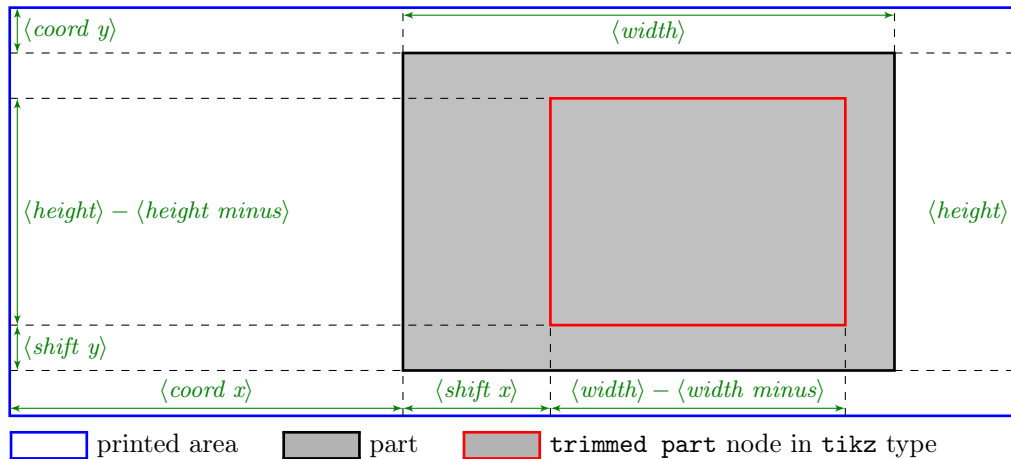 ⟨coord y⟩
⟨width⟩
⟨height⟩ − ⟨height minus⟩
⟨height⟩
⟨shift y⟩
⟨coord x⟩
⟨shift x⟩
⟨width⟩ − ⟨width minus⟩
printed area
part
trimmed part node in tikz type